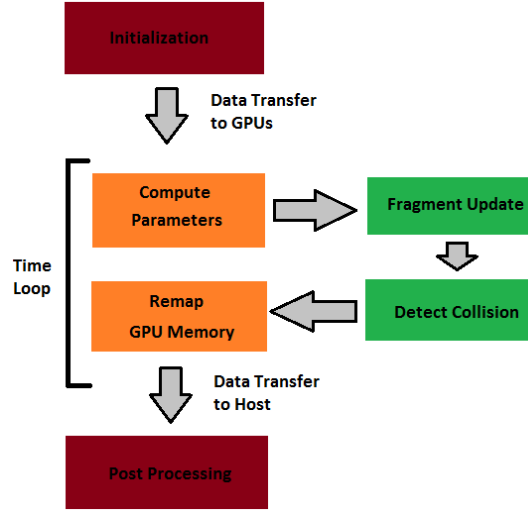 Initialization
Data Transfer
to GPUs
Compute
Parameters
Fragment Update
Time
Loop
Remap
GPU Memory
Detect Collision
Data Transfer
to Host
Post Processing